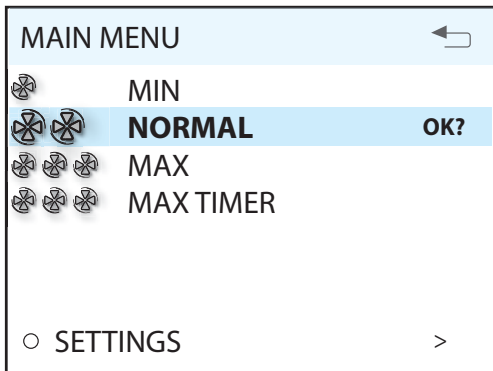 MAIN MENU
MIN
NORMAL OK?
MAX
MAX TIMER
SETTINGS >